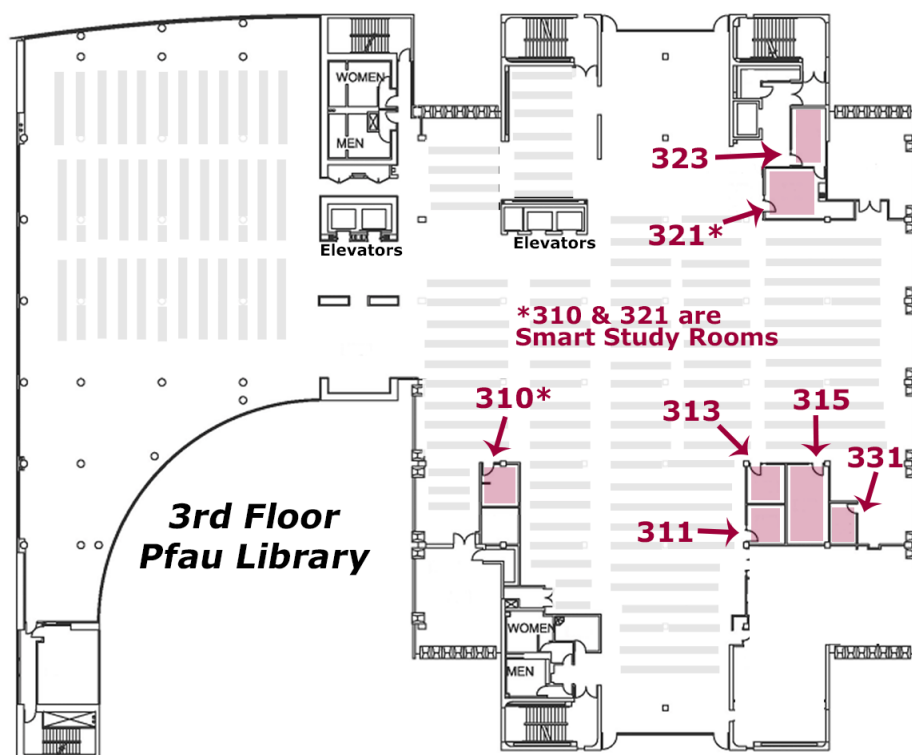 WOMEN
MEN
Elevators
Elevators
323
321*
*310 & 321 are
Smart Study Rooms
310*
313
315
331
311
3rd Floor
Pfau Library
WOMEN
MEN